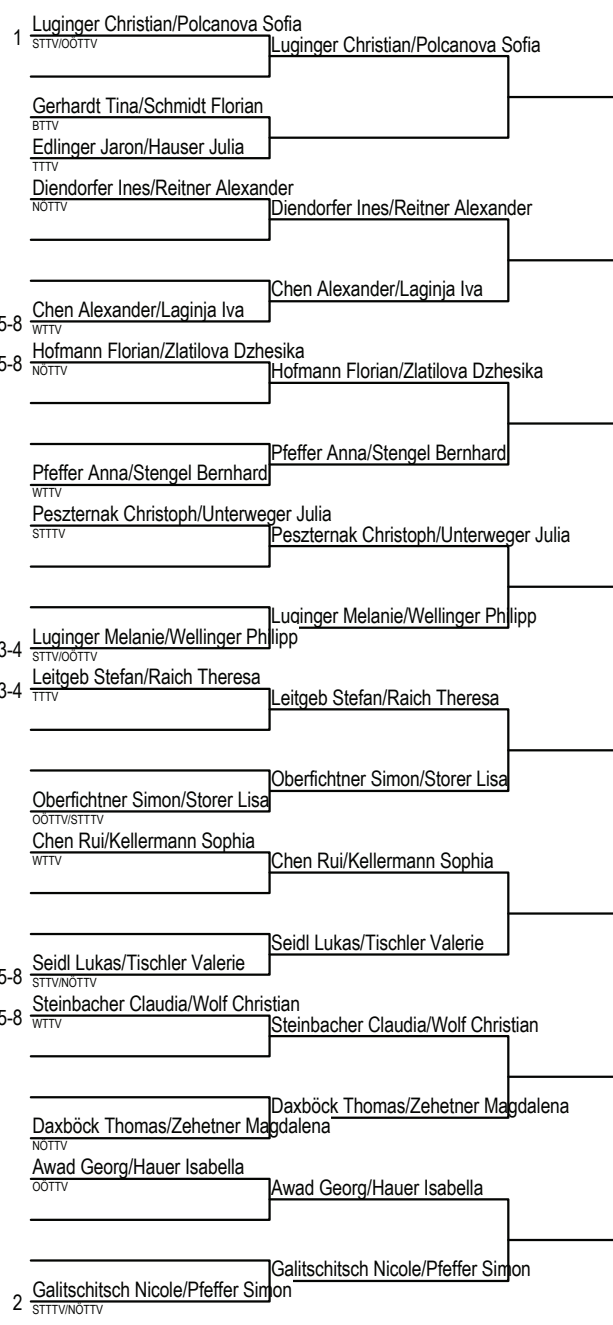 1
Luginger Christian/Polcanova Sofia
STTV/OÖTTV
Luginger Christian/Polcanova Sofia
Gerhardt Tina/Schmidt Florian
BTTV
Edlinger Jaron/Hauser Julia
TTTV
Diendorfer Ines/Reitner Alexander
NÖTTV
Diendorfer Ines/Reitner Alexander
Chen Alexander/Laginja Iva
5-8
Chen Alexander/Laginja Iva
WTTV
5-8
Hofmann Florian/Zlatilova Dzhesika
NÖTTV
Hofmann Florian/Zlatilova Dzhesika
Pfeffer Anna/Stengel Bernhard
Pfeffer Anna/Stengel Bernhard
WTTV
Peszternak Christoph/Unterweger Julia
STTTV
Peszternak Christoph/Unterweger Julia
Luginger Melanie/Wellinger Philipp
3-4
Luginger Melanie/Wellinger Philipp
STTV/OÖTTV
3-4
Leitgeb Stefan/Raich Theresa
TTTV
Leitgeb Stefan/Raich Theresa
Oberfichtner Simon/Storer Lisa
Oberfichtner Simon/Storer Lisa
OÖTTV/STTTV
Chen Rui/Kellermann Sophia
WTTV
Chen Rui/Kellermann Sophia
Seidl Lukas/Tischler Valerie
5-8
Seidl Lukas/Tischler Valerie
STTV/NÖTTV
5-8
Steinbacher Claudia/Wolf Christian
WTTV
Steinbacher Claudia/Wolf Christian
Daxböck Thomas/Zehetner Magdalena
Daxböck Thomas/Zehetner Magdalena
NÖTTV
Awad Georg/Hauer Isabella
OÖTTV
Awad Georg/Hauer Isabella
Galitschitsch Nicole/Pfeffer Simon
2
Galitschitsch Nicole/Pfeffer Simon
STTTV/NÖTTV